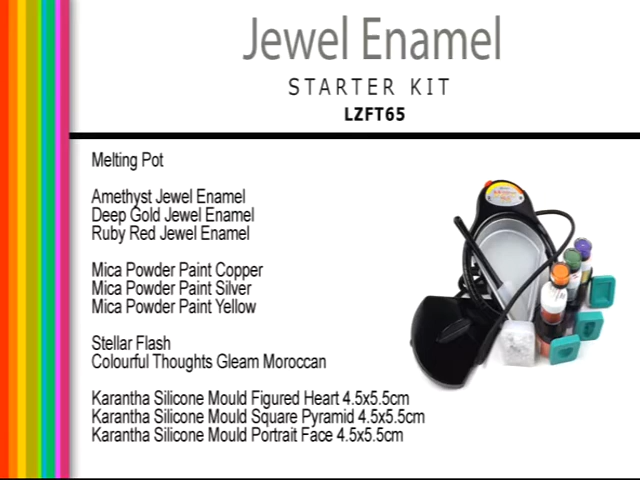 Jewel Enamel
STARTER KIT
LZFT65
Melting Pot
Amethyst Jewel Enamel
Deep Gold Jewel Enamel
Ruby Red Jewel Enamel
Mica Powder Paint Copper
Mica Powder Paint Silver
Mica Powder Paint Yellow
Stellar Flash
Colourful Thoughts Gleam Moroccan
Karantha Silicone Mould Figured Heart 4.5x5.5cm
Karantha Silicone Mould Square Pyramid 4.5x5.5cm
Karantha Silicone Mould Portrait Face 4.5x5.5cm